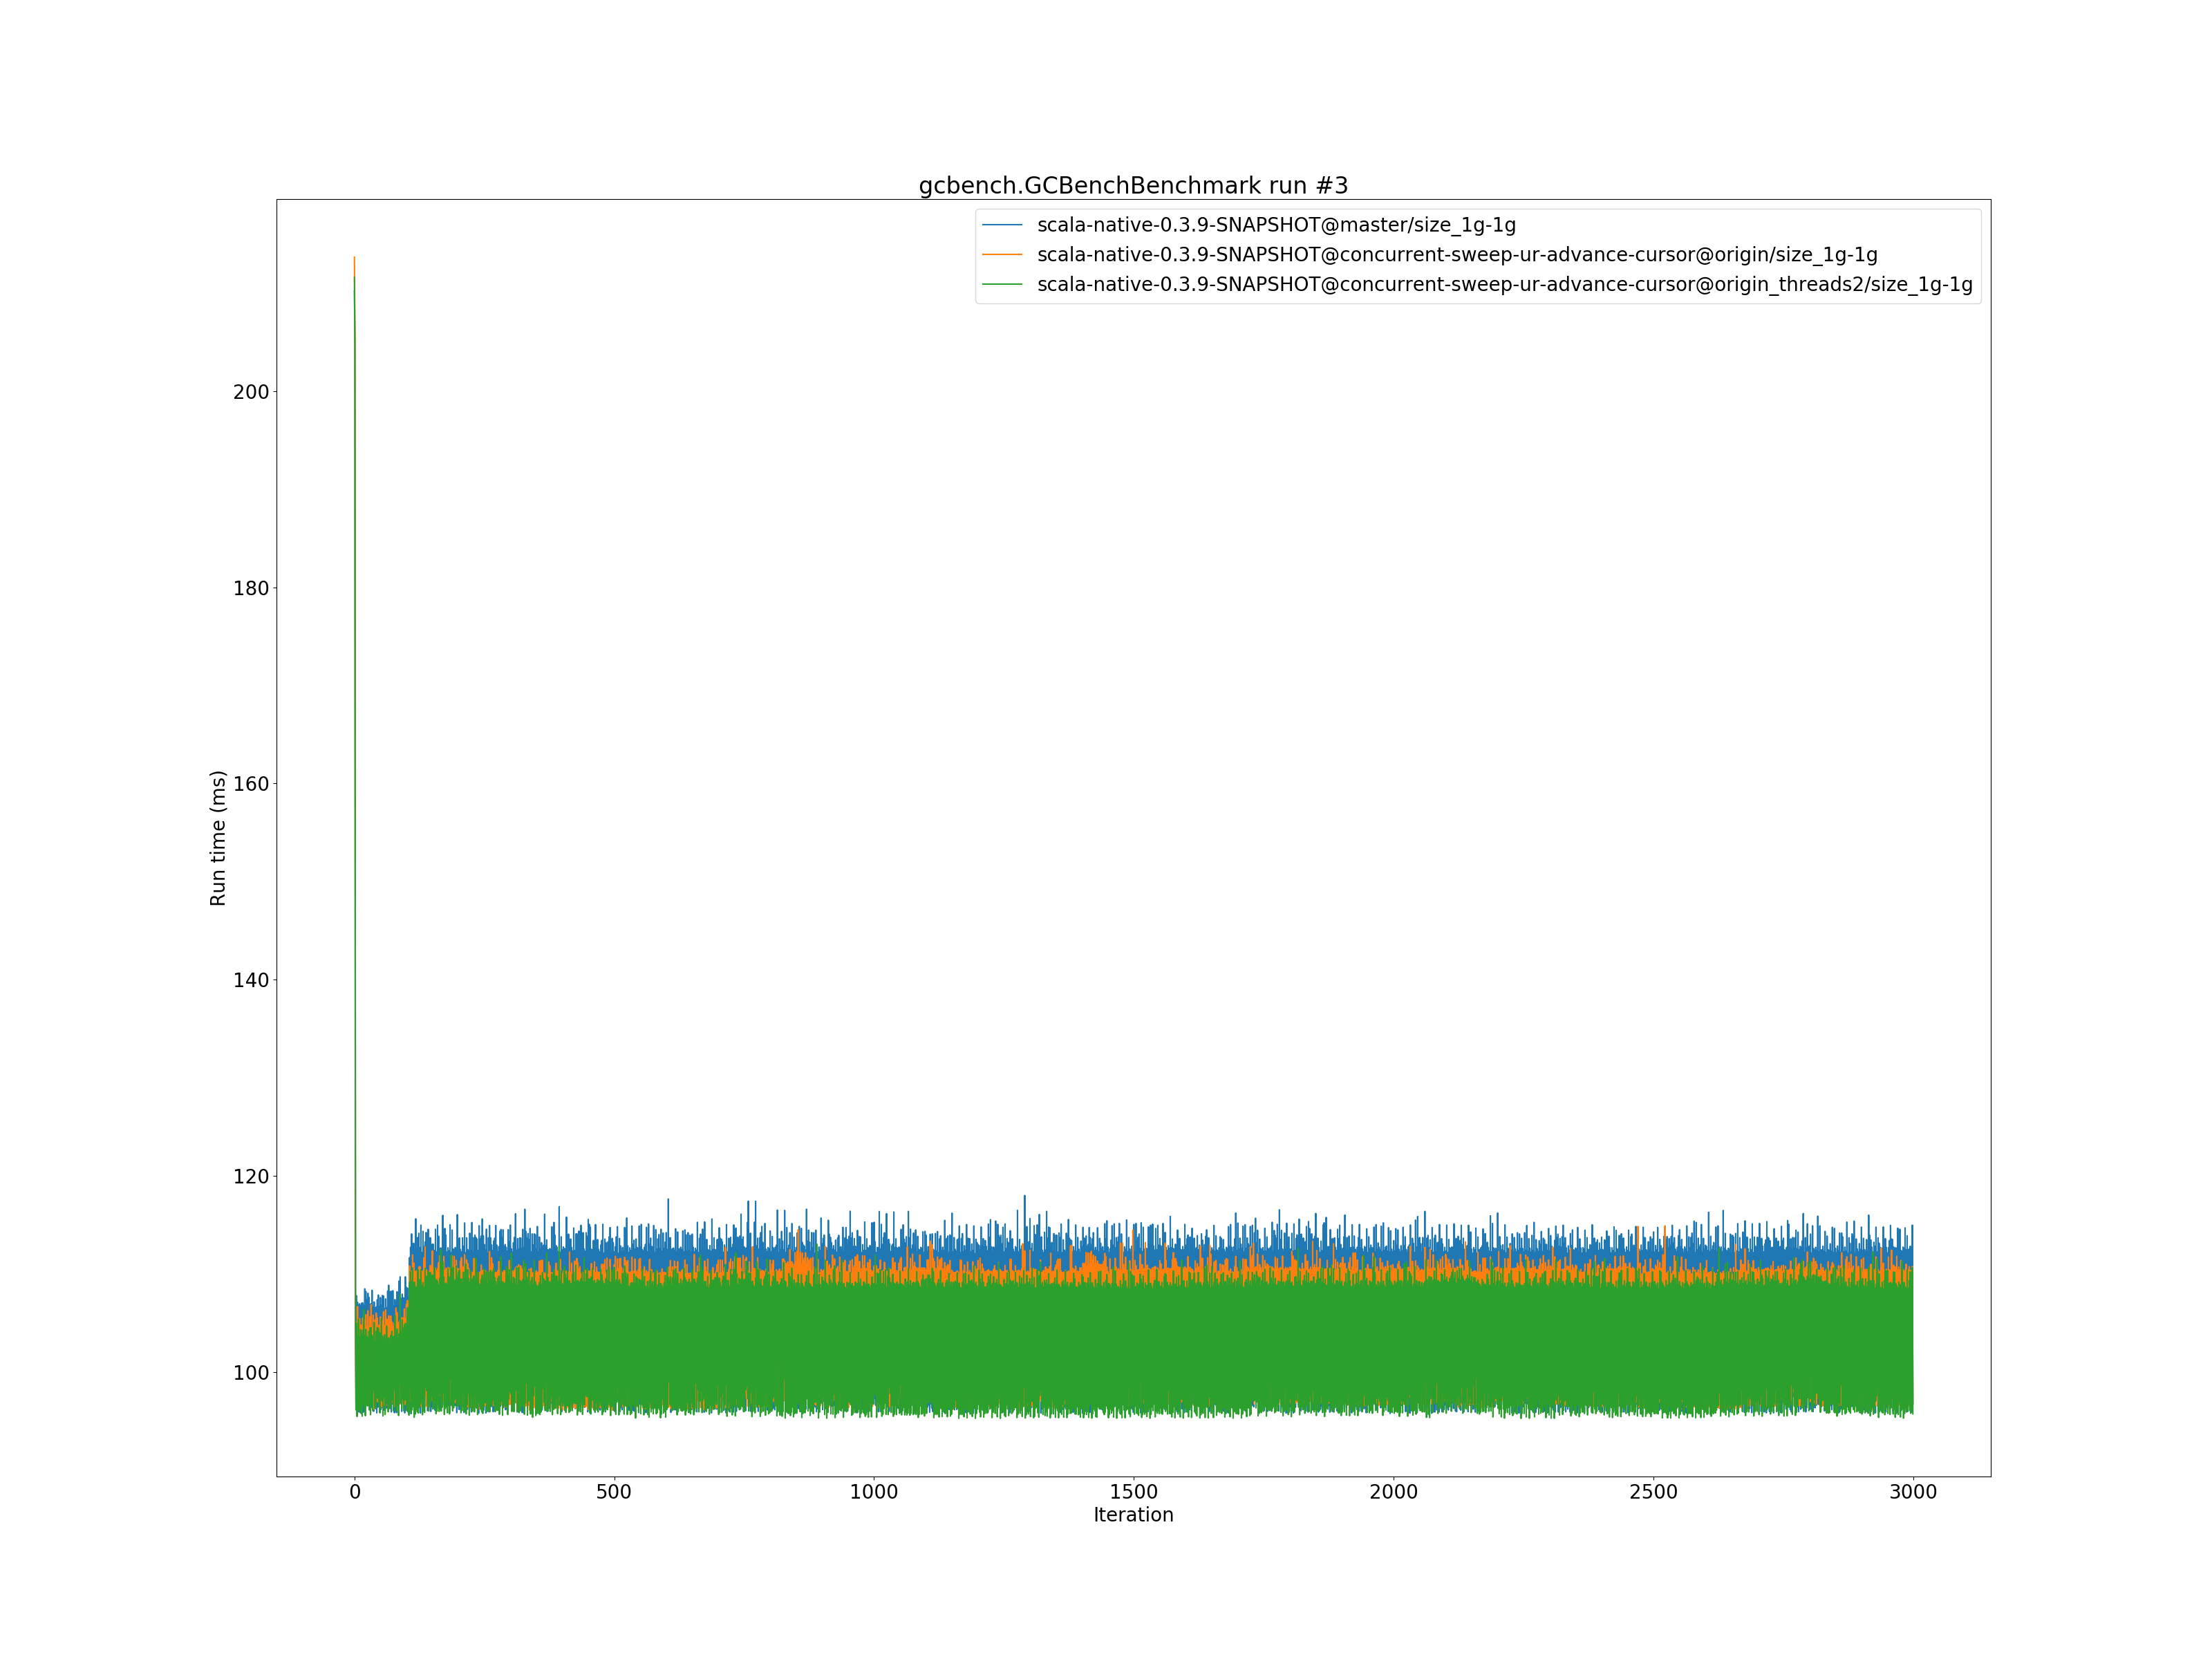 gcbench.GCBenchBenchmark run #3
scala-native-0.3.9-SNAPSHOT@master/size_1g-1g
scala-native-0.3.9-SNAPSHOT@concurrent-sweep-ur-advance-cursor@origin/size_1g-1g
scala-native-0.3.9-SNAPSHOT@concurrent-sweep-ur-advance-cursor@origin_threads2/size_1g-1g
200
180
160
140
120
100
Run time (ms)
0 500 1000 1500 2000 2500 3000
Iteration